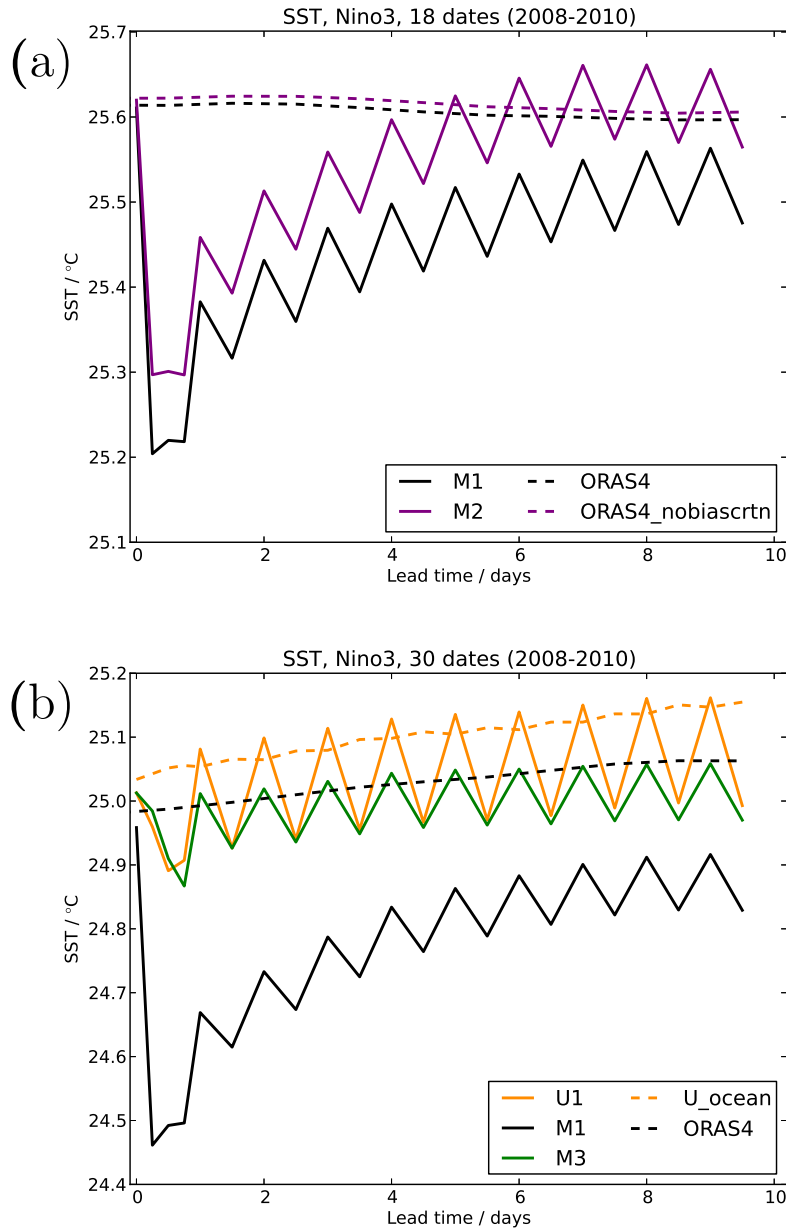 (a)
SST, Nino3, 18 dates (2008-2010)
25.7
25.6
25.5
25.4
25.3
25.2
25.1
SST / °C
M1
M2
ORAS4
ORAS4_nobiascrtn
0 2 4 6 8 10
Lead time / days
(b)
SST, Nino3, 30 dates (2008-2010)
25.2
25.1
25.0
24.9
24.8
24.7
24.6
24.5
24.4
SST / °C
U1
M1
M3
U_ocean
ORAS4
0 2 4 6 8 10
Lead time / days